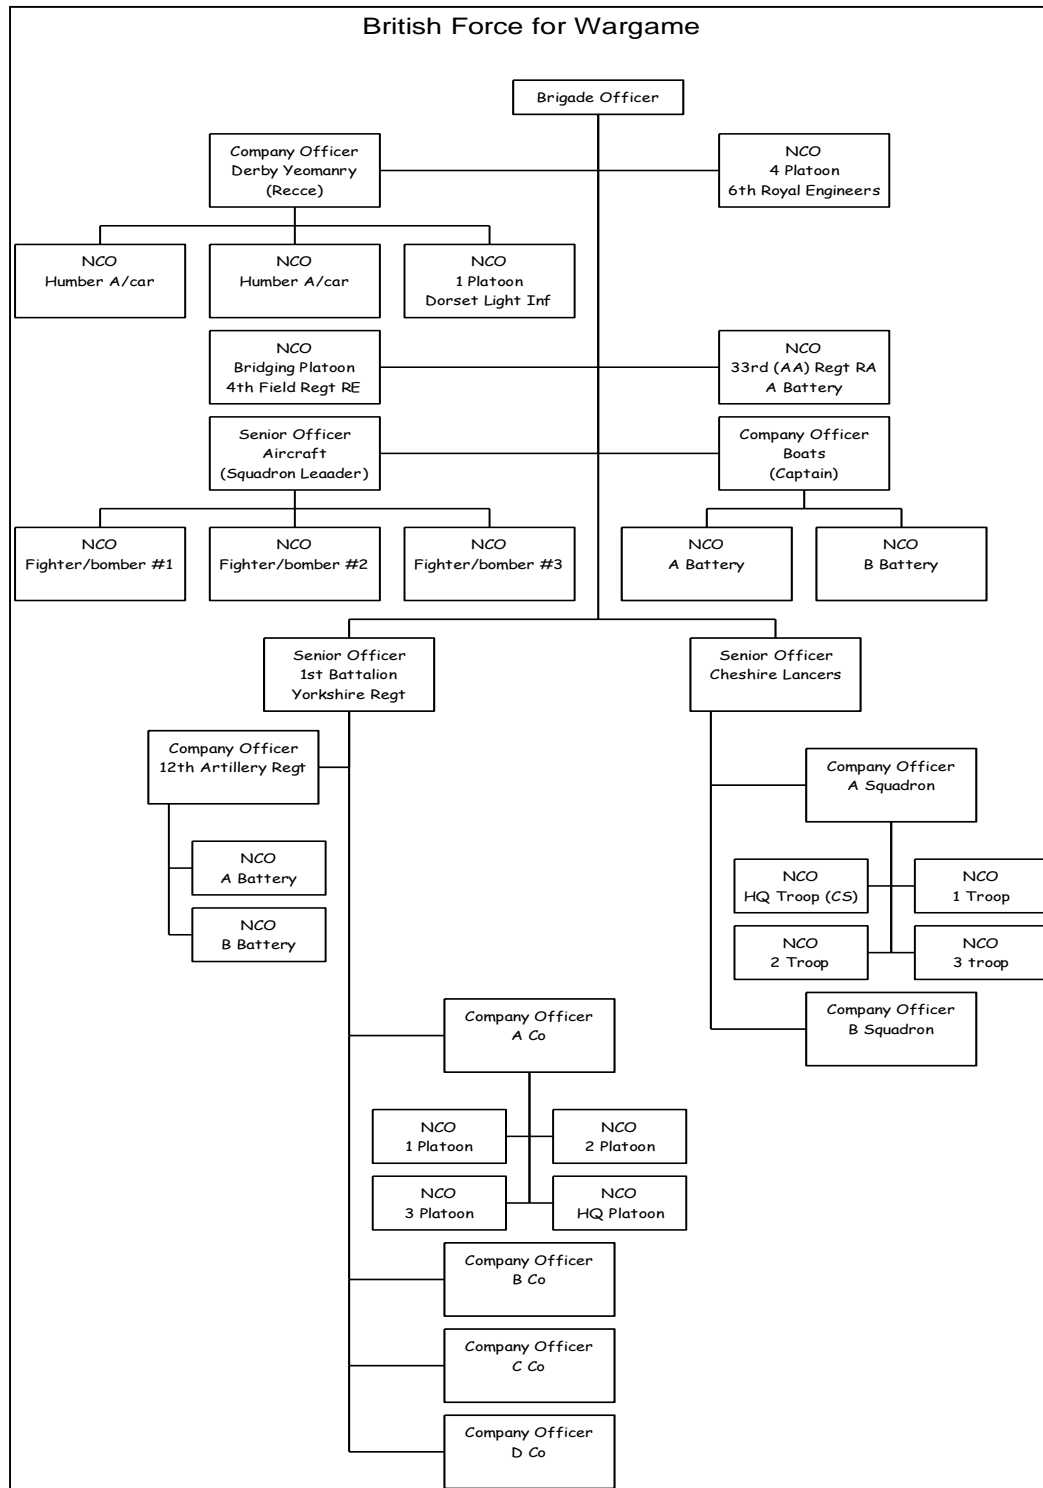 British Force for Wargame
Brigade Officer
Company Officer
Derby Yeomanry
(Recce)
NCO
4 Platoon
6th Royal Engineers
NCO
Humber A/car
NCO
Humber A/car
NCO
1 Platoon
Dorset Light Inf
NCO
Bridging Platoon
4th Field Regt RE
NCO
33rd (AA) Regt RA
A Battery
Senior Officer
Aircraft
(Squadron Leaader)
Company Officer
Boats
(Captain)
NCO
Fighter/bomber #1
NCO
Fighter/bomber #2
NCO
Fighter/bomber #3
NCO
A Battery
NCO
B Battery
Senior Officer
1st Battalion
Yorkshire Regt
Senior Officer
Cheshire Lancers
Company Officer
12th Artillery Regt
NCO
A Battery
NCO
B Battery
Company Officer
A Squadron
NCO
HQ Troop (CS)
NCO
1 Troop
NCO
2 Troop
NCO
3 troop
Company Officer
B Squadron
Company Officer
A Co
NCO
1 Platoon
NCO
2 Platoon
NCO
3 Platoon
NCO
HQ Platoon
Company Officer
B Co
Company Officer
C Co
Company Officer
D Co